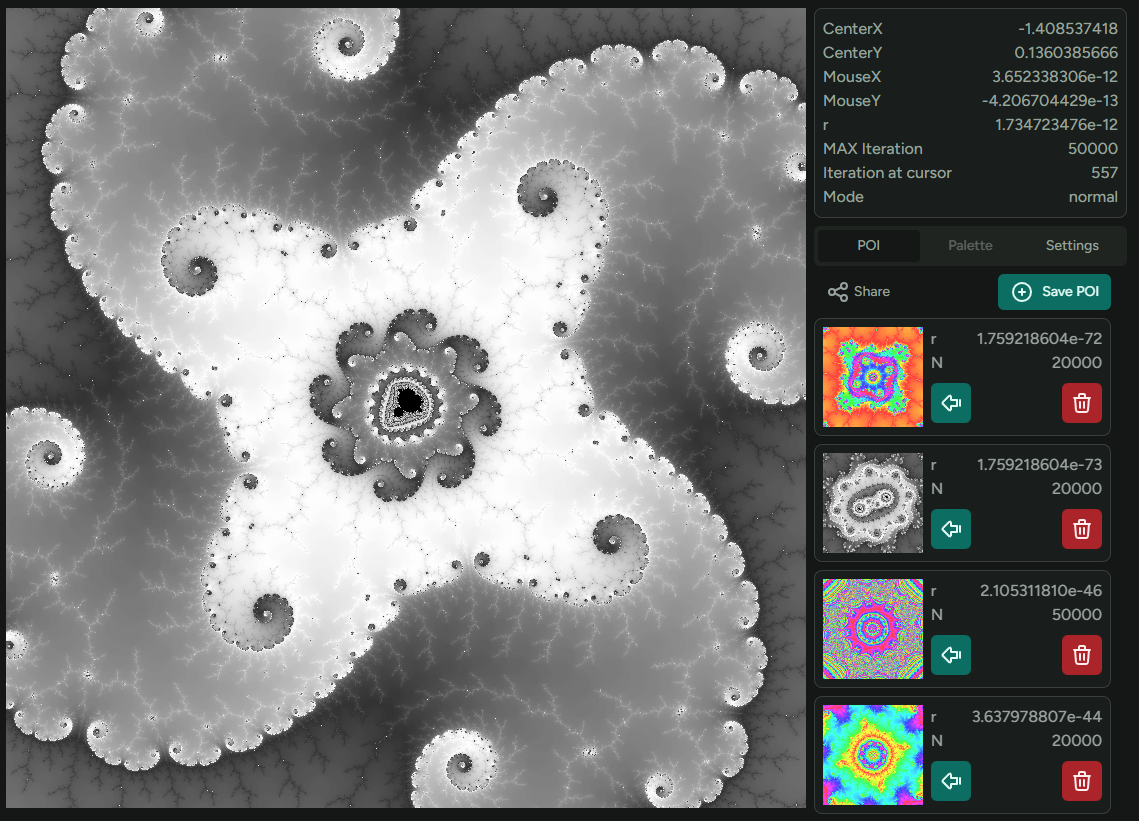 CenterX -1.408537418
CenterY 0.1360385666
MouseX 3.652338306e-12
MouseY -4.206704429e-13
r 1.734723476e-12
MAX Iteration 50000
Iteration at cursor 557
Mode normal
POI Palette Settings
Share Save POI
r 1.759218604e-72
N 20000
r 1.759218604e-73
N 20000
r 2.105311810e-46
N 50000
r 3.637978807e-44
N 20000